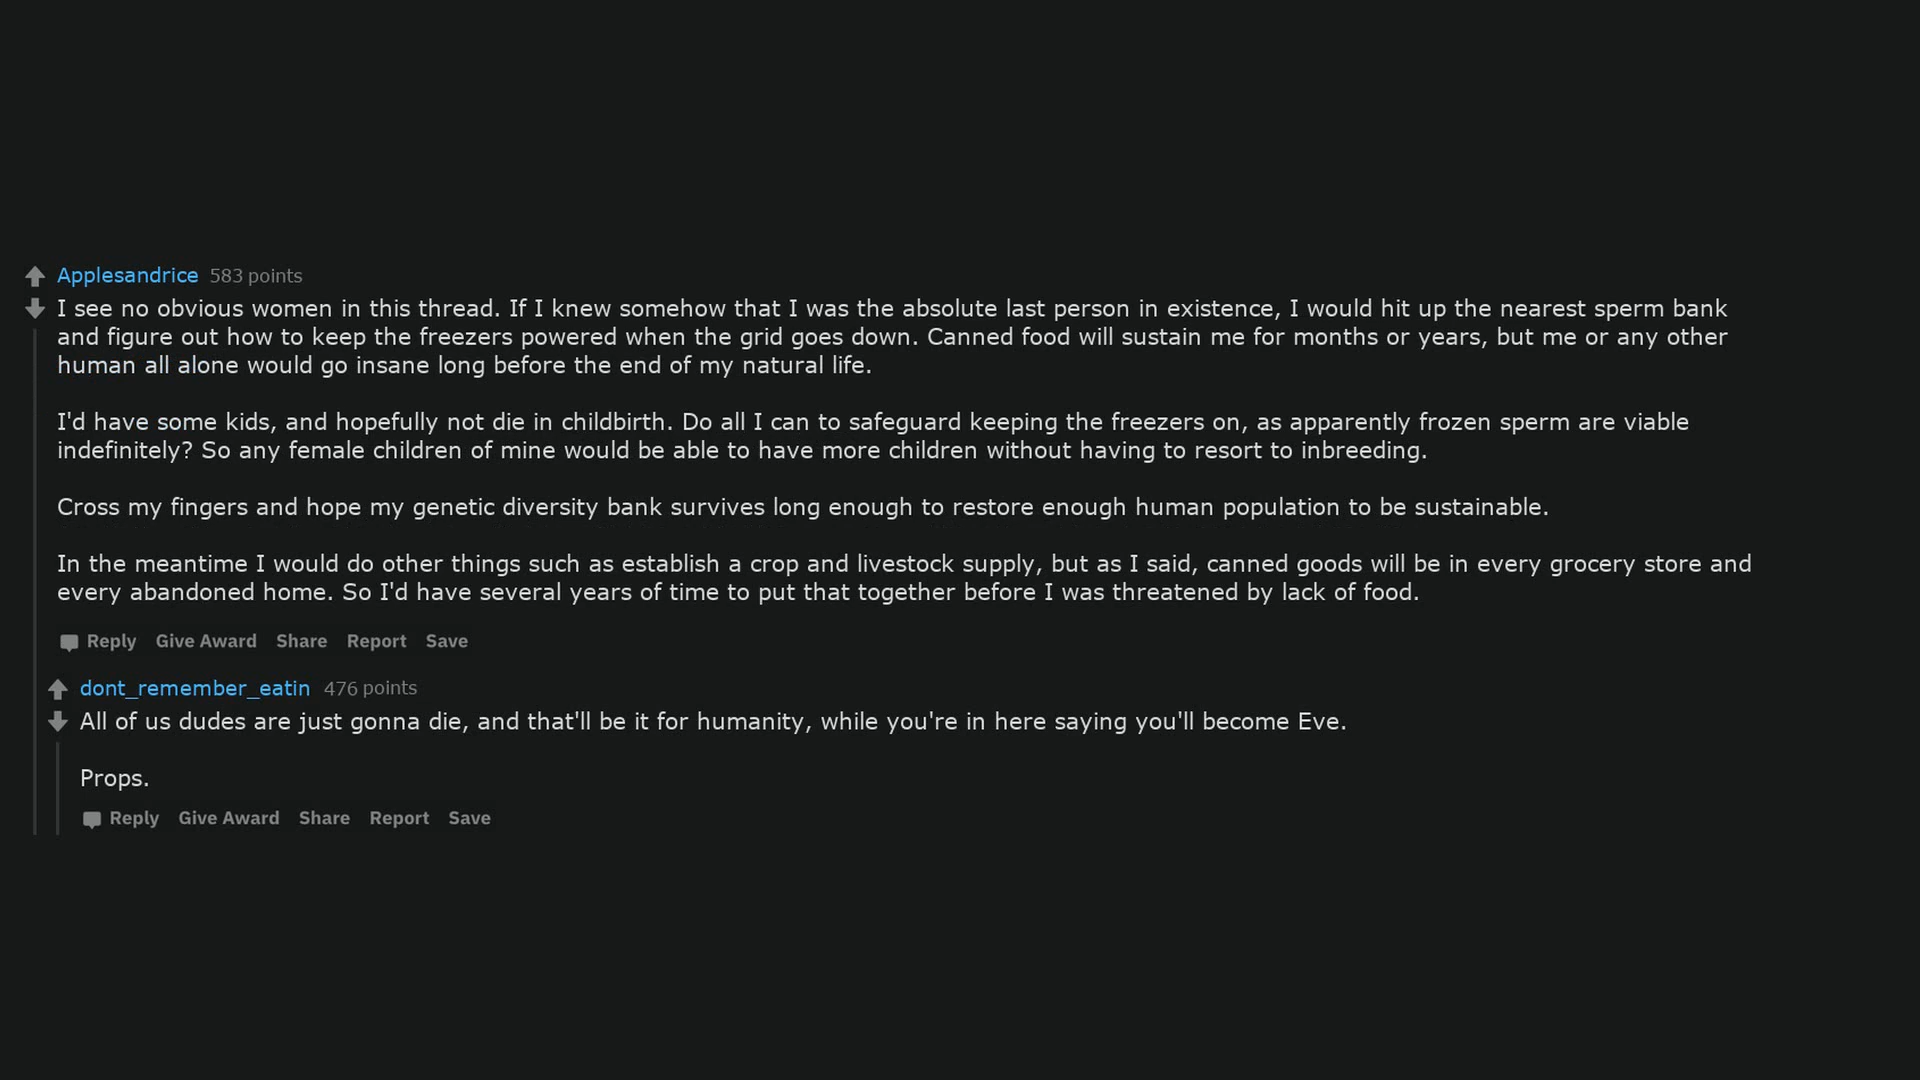 Applesandrice 583 points
I see no obvious women in this thread. If I knew somehow that I was the absolute last person in existence, I would hit up the nearest sperm bank
and figure out how to keep the freezers powered when the grid goes down. Canned food will sustain me for months or years, but me or any other
human all alone would go insane long before the end of my natural life.
I'd have some kids, and hopefully not die in childbirth. Do all I can to safeguard keeping the freezers on, as apparently frozen sperm are viable
indefinitely? So any female children of mine would be able to have more children without having to resort to inbreeding.
Cross my fingers and hope my genetic diversity bank survives long enough to restore enough human population to be sustainable.
In the meantime I would do other things such as establish a crop and livestock supply, but as I said, canned goods will be in every grocery store and
every abandoned home. So I'd have several years of time to put that together before I was threatened by lack of food.
Reply Give Award Share Report Save
dont_remember_eatin 476 points
All of us dudes are just gonna die, and that'll be it for humanity, while you're in here saying you'll become Eve.
Props.
Reply Give Award Share Report Save